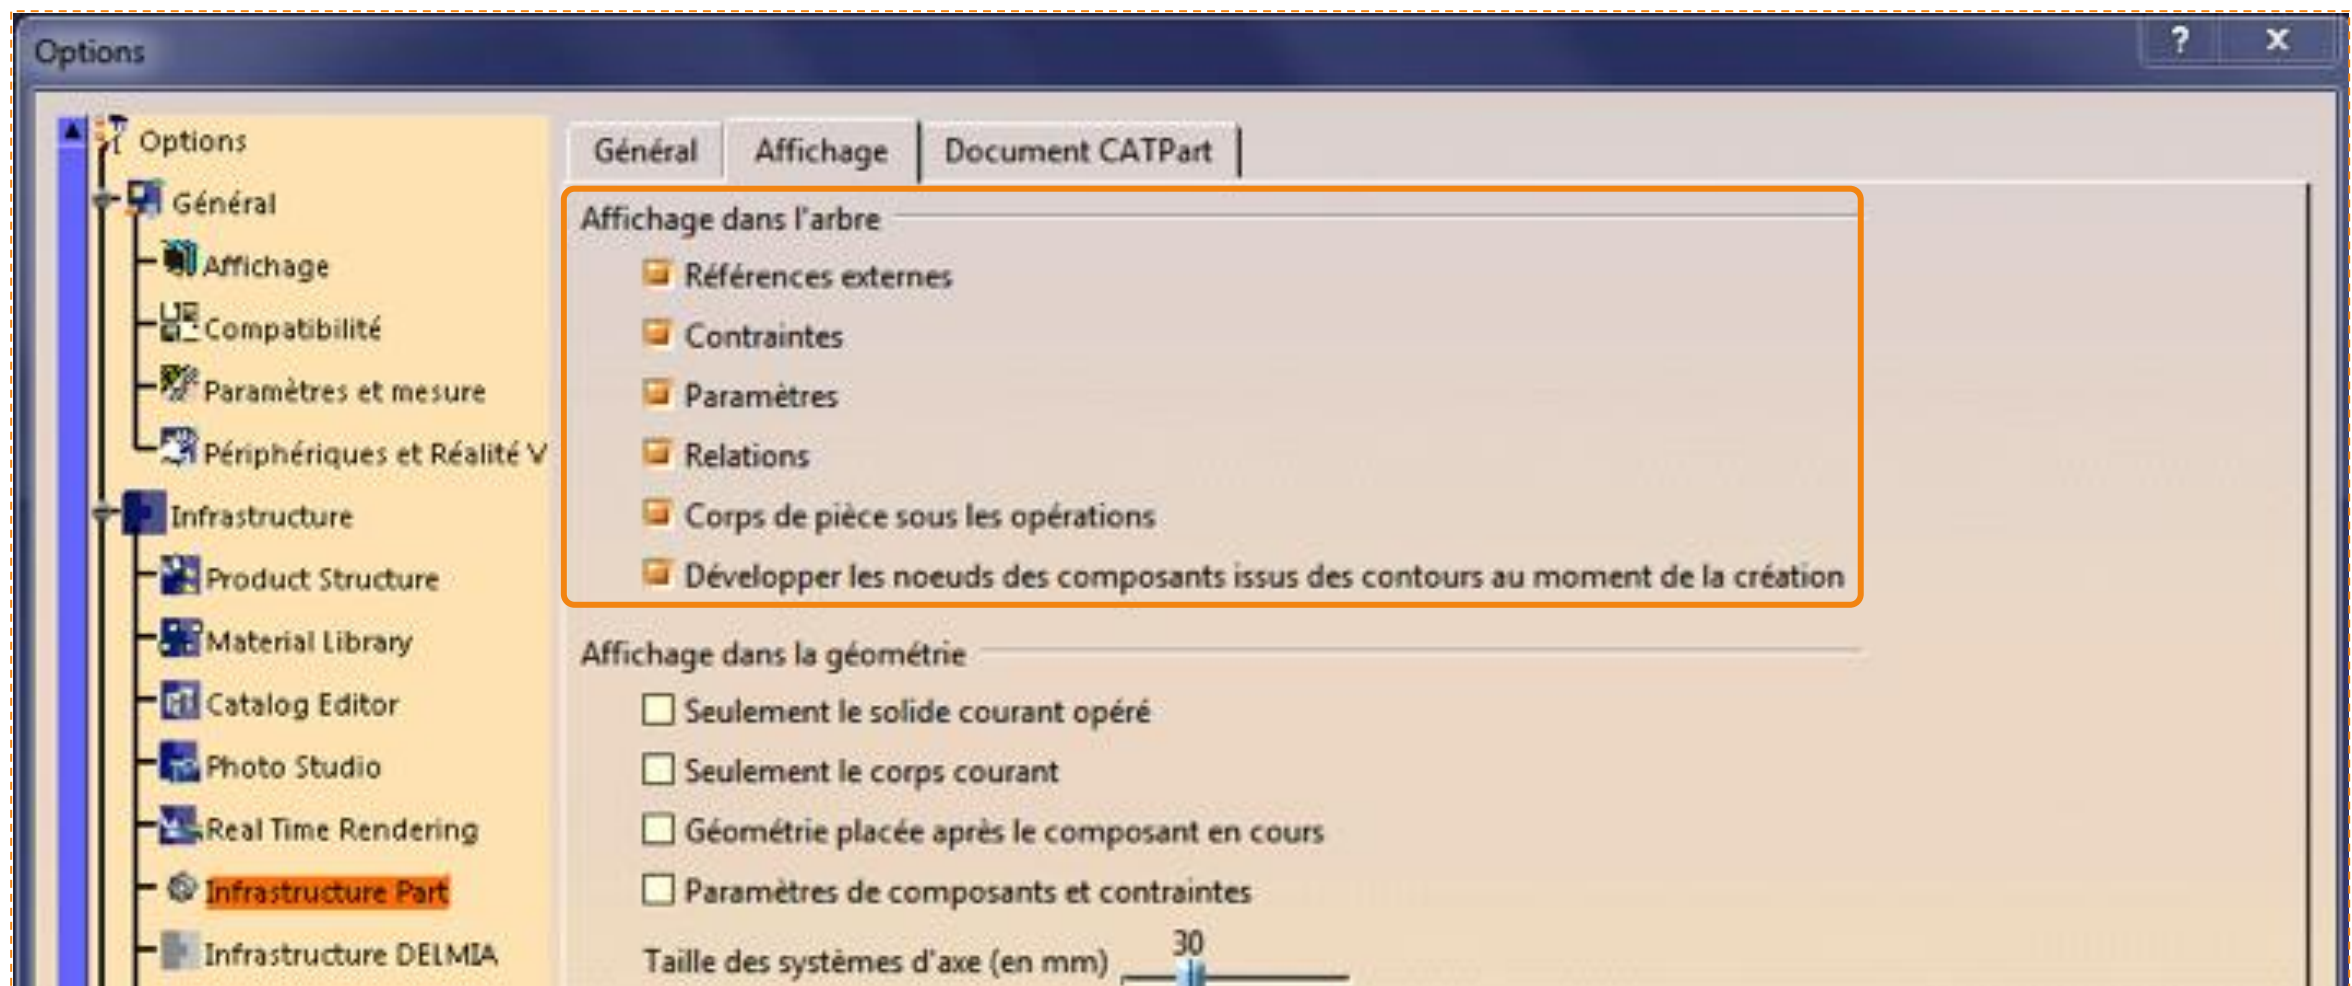 Options
? x
Options
Général
Affichage
Compatibilité
Paramètres et mesure
Périphériques et Réalité V
Infrastructure
Product Structure
Material Library
Catalog Editor
Photo Studio
Real Time Rendering
Infrastructure Part
Infrastructure DELMIA
Général Affichage Document CATPart
Affichage dans l'arbre
Références externes
Contraintes
Paramètres
Relations
Corps de pièce sous les opérations
Développer les noeuds des composants issus des contours au moment de la création
Affichage dans la géométrie
Seulement le solide courant opéré
Seulement le corps courant
Géométrie placée après le composant en cours
Paramètres de composants et contraintes
30
Taille des systèmes d'axe (en mm)